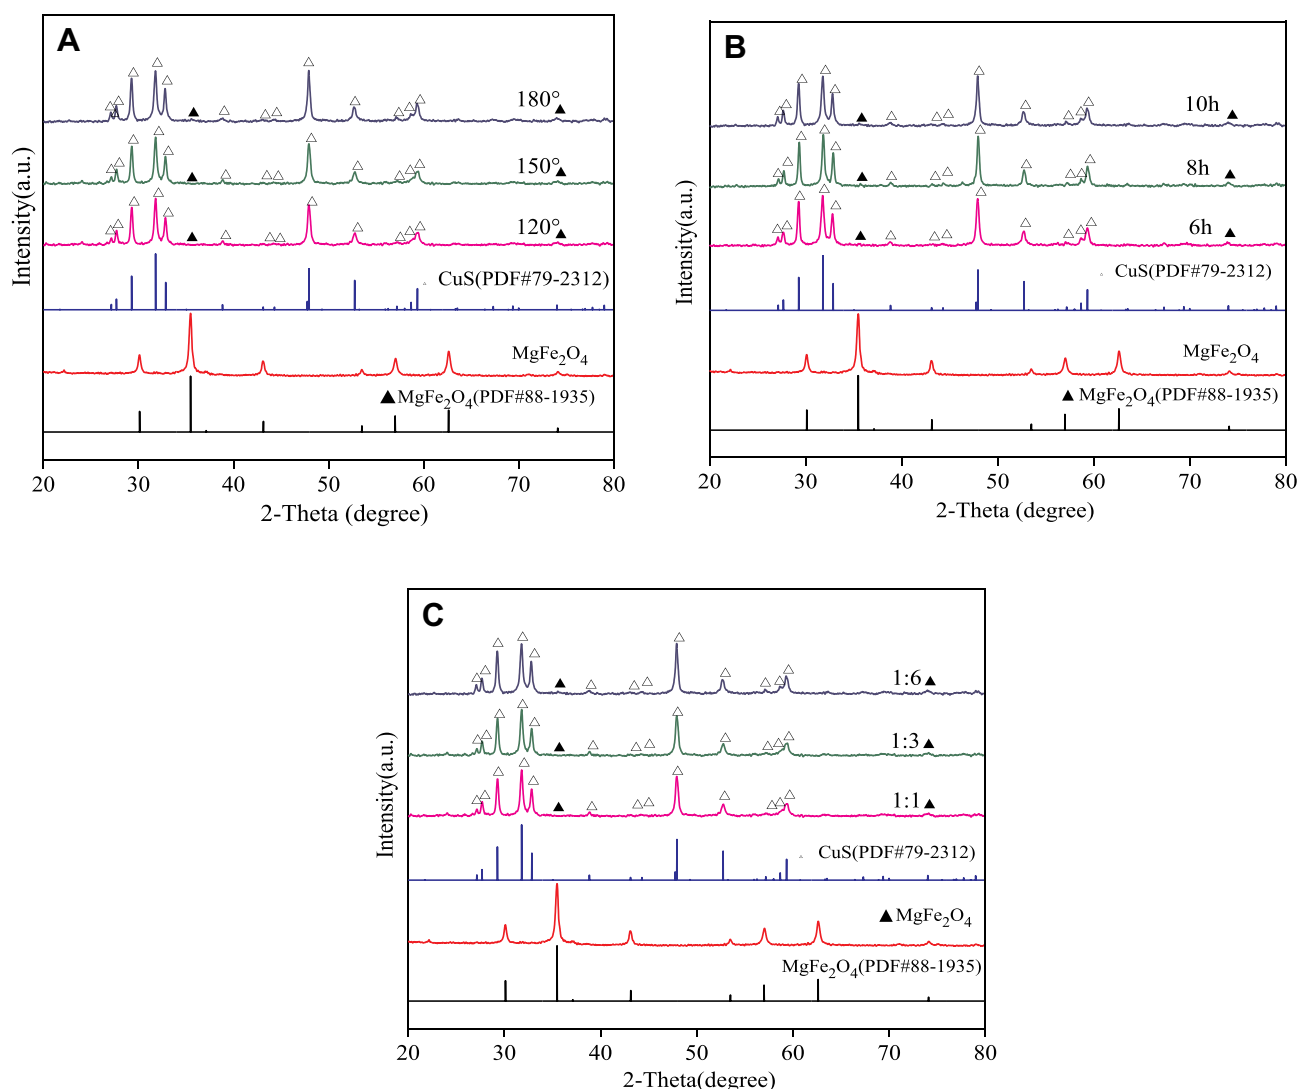 A
180°
150°
120°
CuS(PDF#79-2312)
MgFe₂O₄
▲MgFe₂O₄(PDF#88-1935)
Intensity(a.u.)
20 30 40 50 60 70 80
2-Theta (degree)
B
10h
8h
6h
CuS(PDF#79-2312)
MgFe₂O₄
▲ MgFe₂O₄(PDF#88-1935)
Intensity(a.u.)
20 30 40 50 60 70 80
2-Theta (degree)
C
1:6
1:3
1:1
CuS(PDF#79-2312)
▲MgFe₂O₄
MgFe₂O₄(PDF#88-1935)
Intensity(a.u.)
20 30 40 50 60 70 80
2-Theta(degree)